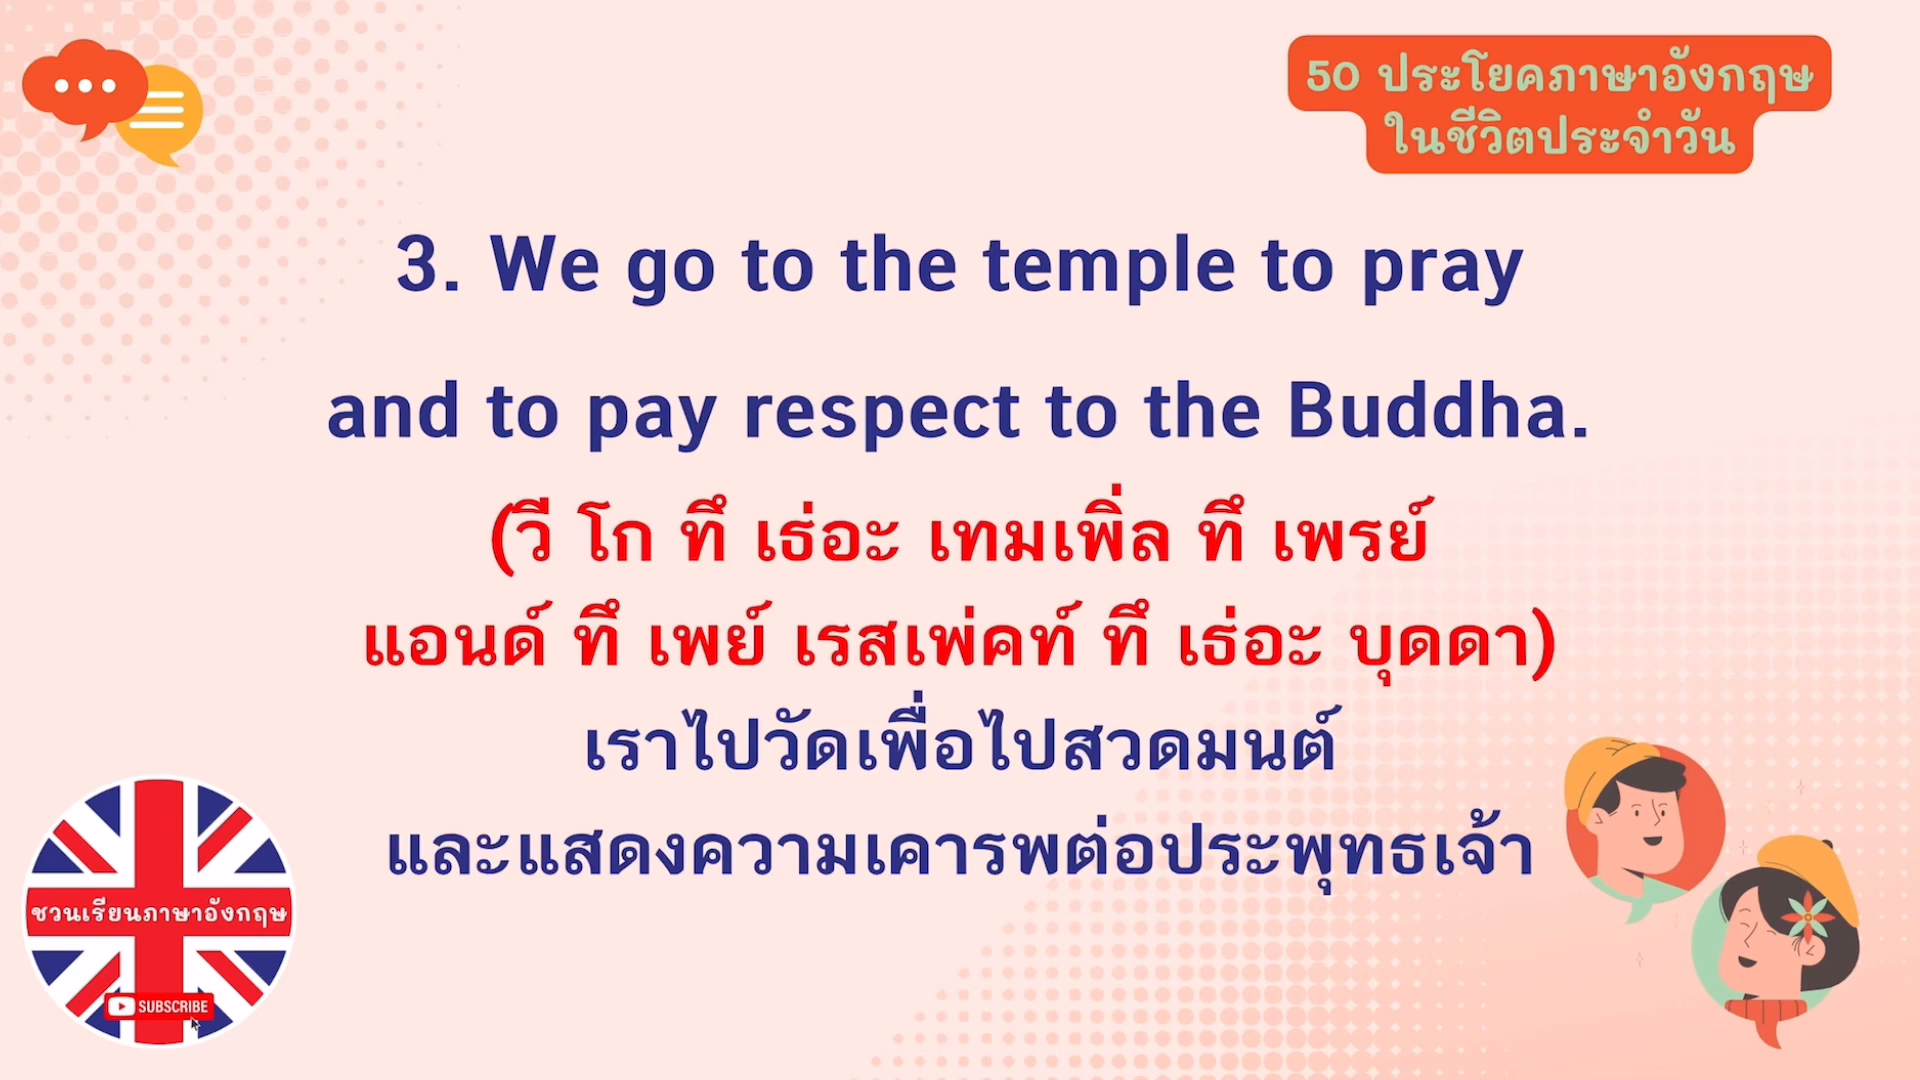 50 ประโยคภาษาอังกฤษ
ในชีวิตประจำวัน
3. We go to the temple to pray
and to pay respect to the Buddha.
(วี โก ทึ เธ่อะ เทมเพิ่ล ทึ เพรย์
แอนด์ ทึ เพย์ เรสเพ่คท์ ทึ เธ่อะ บุดดา)
เราไปวัดเพื่อไปสวดมนต์
และแสดงความเคารพต่อประพุทธเจ้า
ชวนเรียนภาษาอังกฤษ
SUBSCRIBE